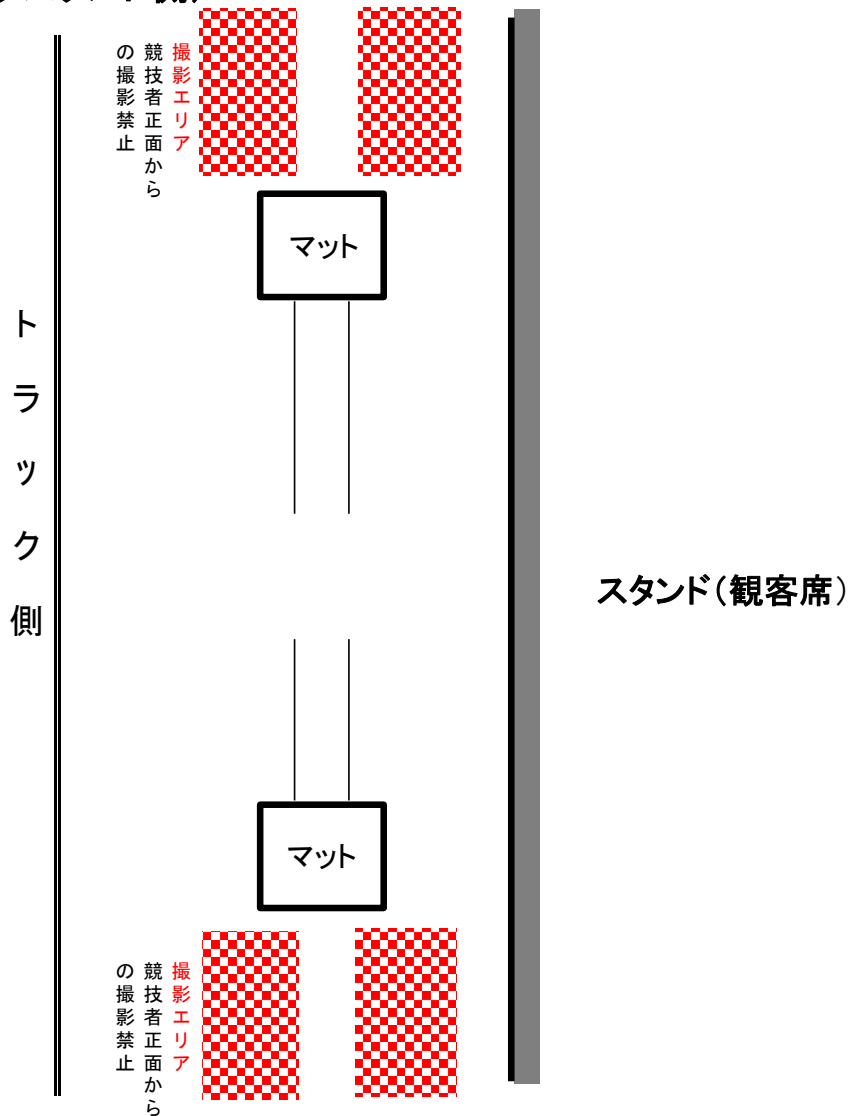 撮影エリア
競技者正面から
の撮影禁止
マット
トラック側
スタンド(観客席)
マット
撮影エリア
競技者正面から
の撮影禁止